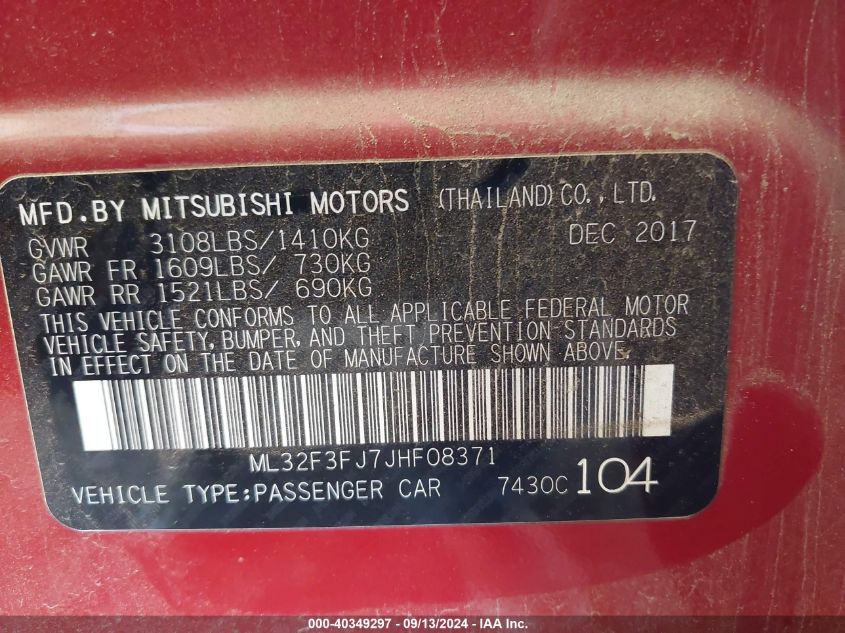 MFD.BY MITSUBISHI MOTORS (THAILAND) CO., LTD.
GVWR 3108LBS/1410KG DEC 2017
GAWR FR 1609LBS/ 730KG
GAWR RR 1521LBS/ 690KG
THIS VEHICLE CONFORMS TO ALL APPLICABLE FEDERAL MOTOR
VEHICLE SAFETY, BUMPER, AND THEFT PREVENTION STANDARDS
IN EFFECT ON THE DATE OF MANUFACTURE SHOWN ABOVE.
ML32F3FJ7JHF08371
VEHICLE TYPE:PASSENGER CAR 7430C 104
000-40349297 - 09/13/2024 - IAA Inc.